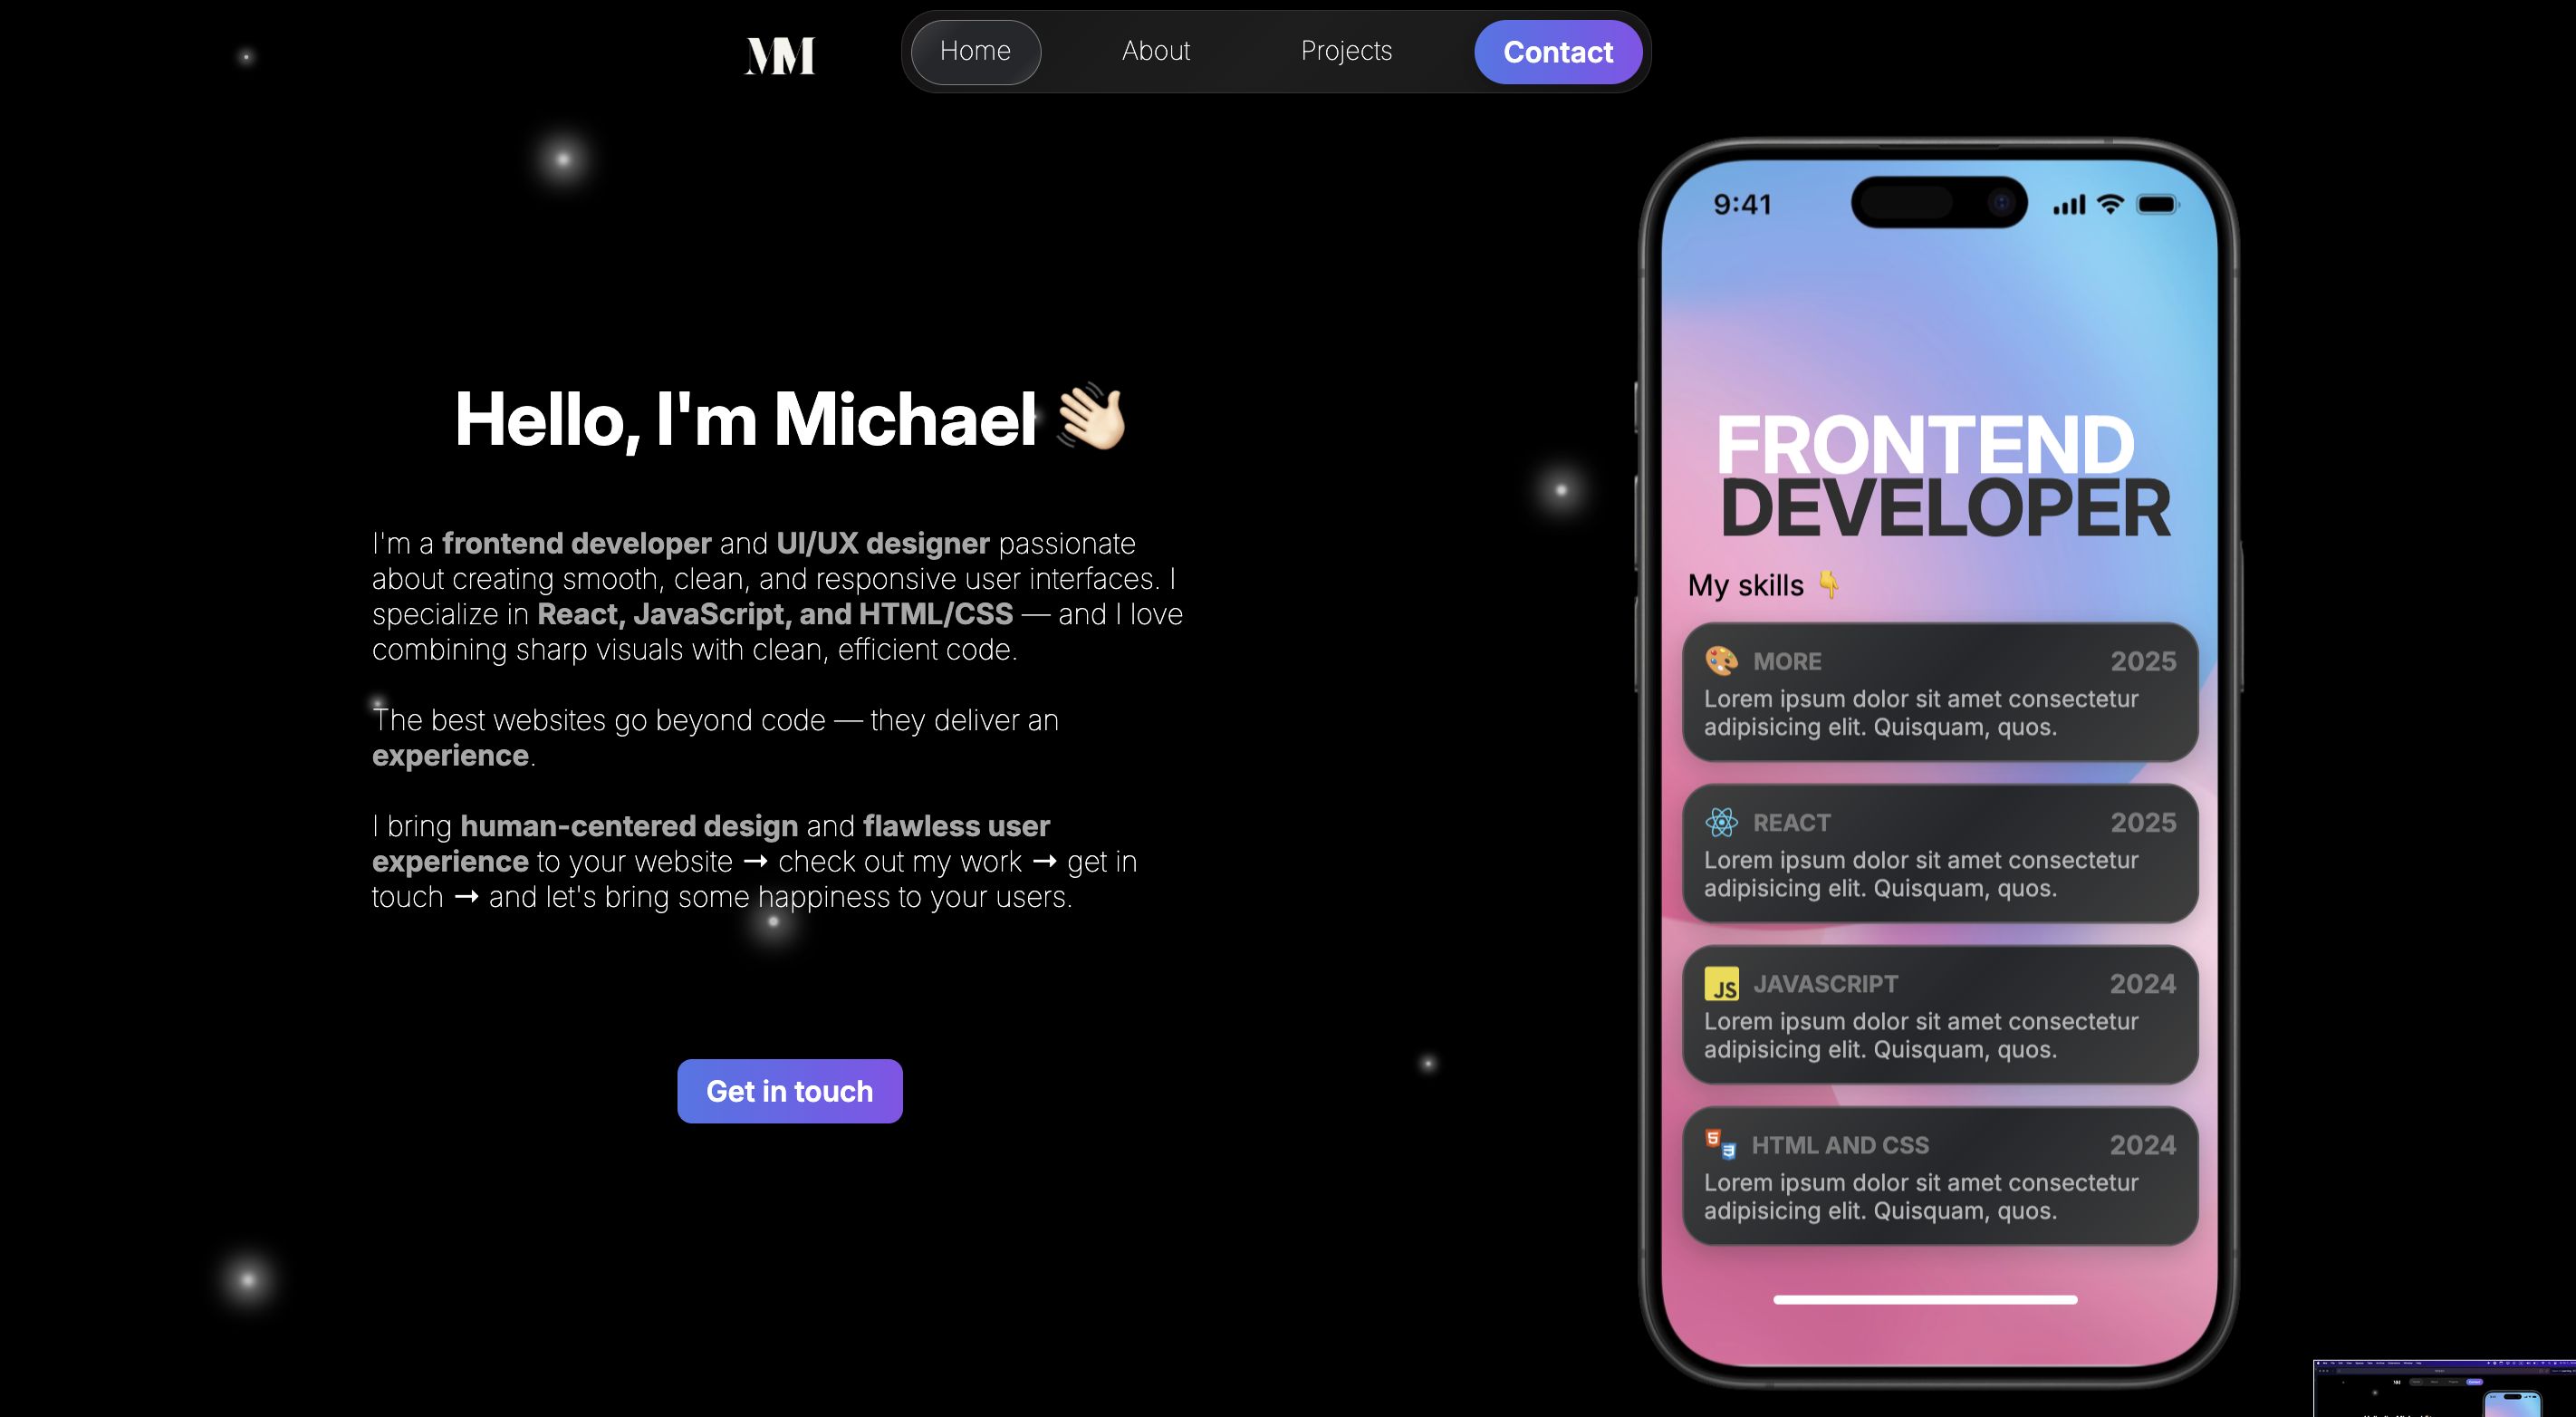 MM
Home
About
Projects
Contact
Hello, I'm Michael 👋🏻
I'm a frontend developer and UI/UX designer passionate
about creating smooth, clean, and responsive user interfaces. I
specialize in React, JavaScript, and HTML/CSS — and I love
combining sharp visuals with clean, efficient code.
The best websites go beyond code — they deliver an
experience.
I bring human-centered design and flawless user
experience to your website → check out my work → get in
touch → and let's bring some happiness to your users.
Get in touch
9:41
FRONTEND
DEVELOPER
My skills 👇
MORE 2025
Lorem ipsum dolor sit amet consectetur
adipisicing elit. Quisquam, quos.
REACT 2025
Lorem ipsum dolor sit amet consectetur
adipisicing elit. Quisquam, quos.
JS JAVASCRIPT 2024
Lorem ipsum dolor sit amet consectetur
adipisicing elit. Quisquam, quos.
5 3 HTML AND CSS 2024
Lorem ipsum dolor sit amet consectetur
adipisicing elit. Quisquam, quos.